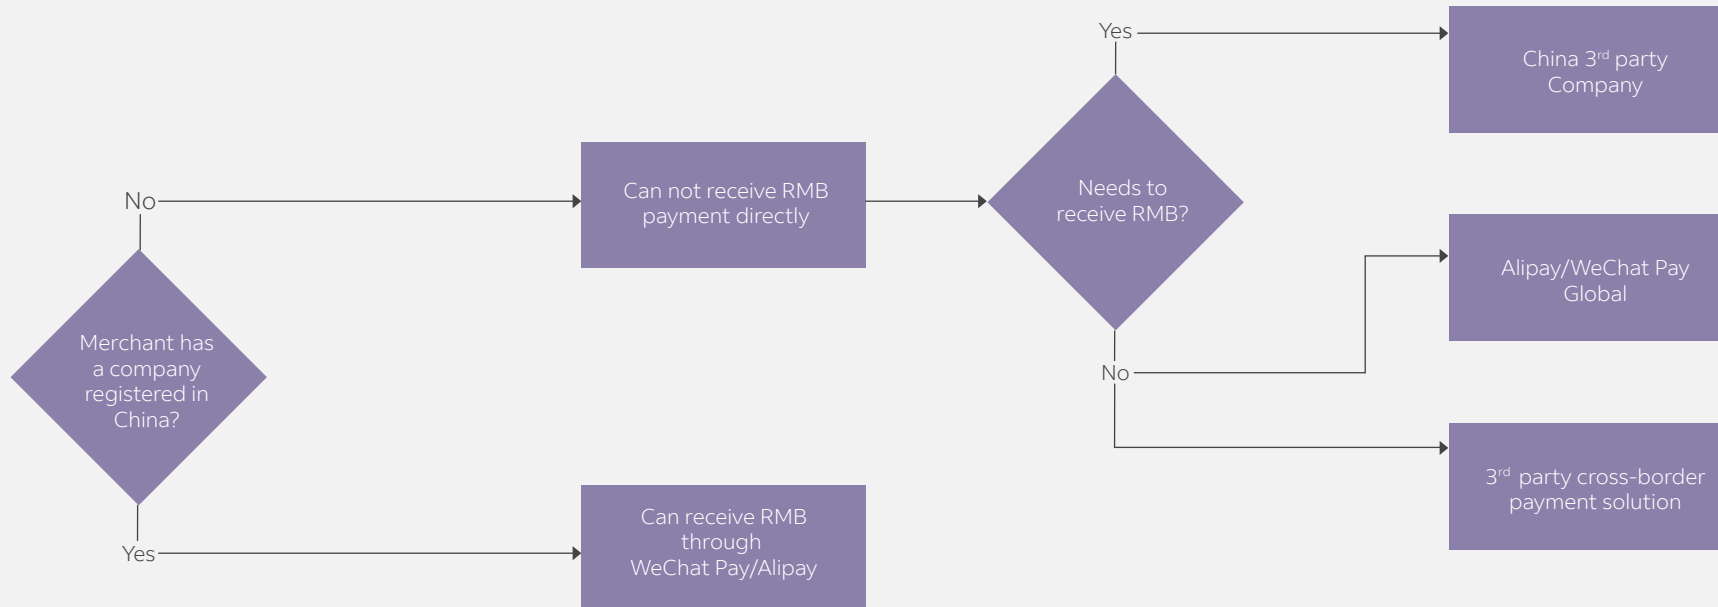 Yes
China 3rd party
Company
No
Can not receive RMB
payment directly
Needs to
receive RMB?
Alipay/WeChat Pay
Global
Merchant has
a company
registered in
China?
No
3rd party cross-border
payment solution
Can receive RMB
through
WeChat Pay/Alipay
Yes